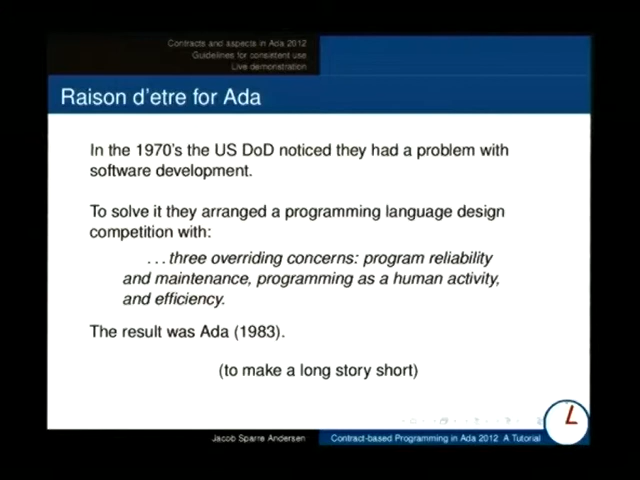 Contracts and aspects in Ada 2012
Guidelines for consistent use
Live demonstration
Raison d'etre for Ada
In the 1970's the US DoD noticed they had a problem with
software development.
To solve it they arranged a programming language design
competition with:
...three overriding concerns: program reliability
and maintenance, programming as a human activity,
and efficiency.
The result was Ada (1983).
(to make a long story short)
Jacob Sparre Andersen
Contract-based Programming in Ada 2012 A Tutorial